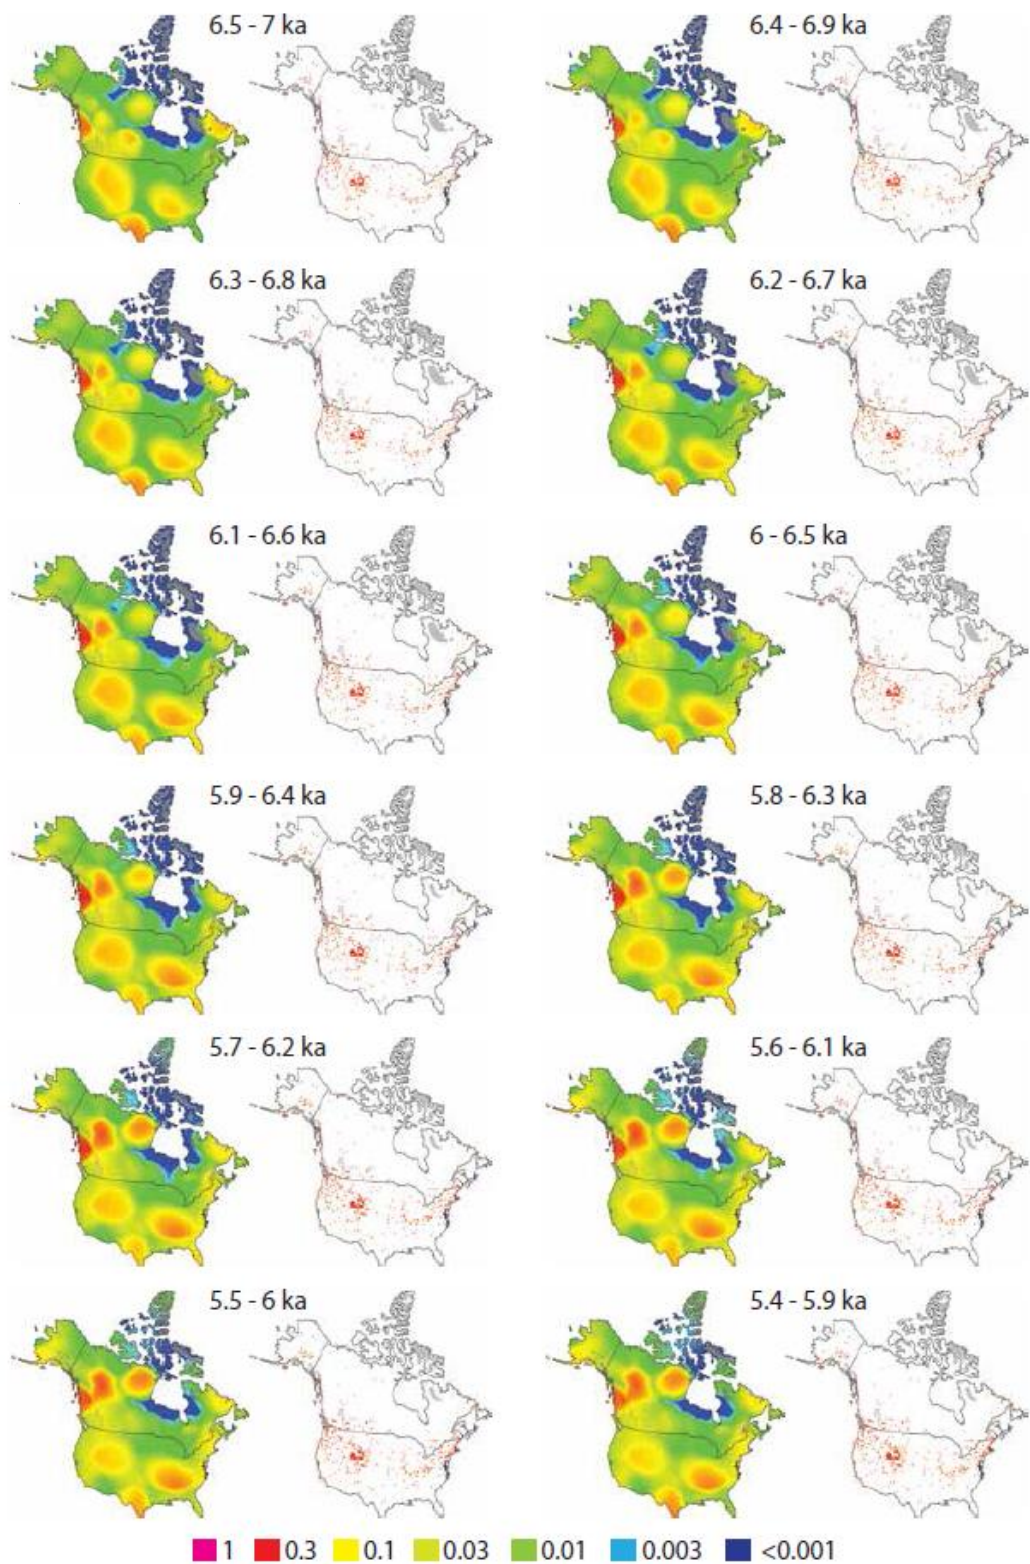 6.5 - 7 ka
6.4 - 6.9 ka
6.3 - 6.8 ka
6.2 - 6.7 ka
6.1 - 6.6 ka
6 - 6.5 ka
5.9 - 6.4 ka
5.8 - 6.3 ka
5.7 - 6.2 ka
5.6 - 6.1 ka
5.5 - 6 ka
5.4 - 5.9 ka
1 0.3 0.1 0.03 0.01 0.003 <0.001